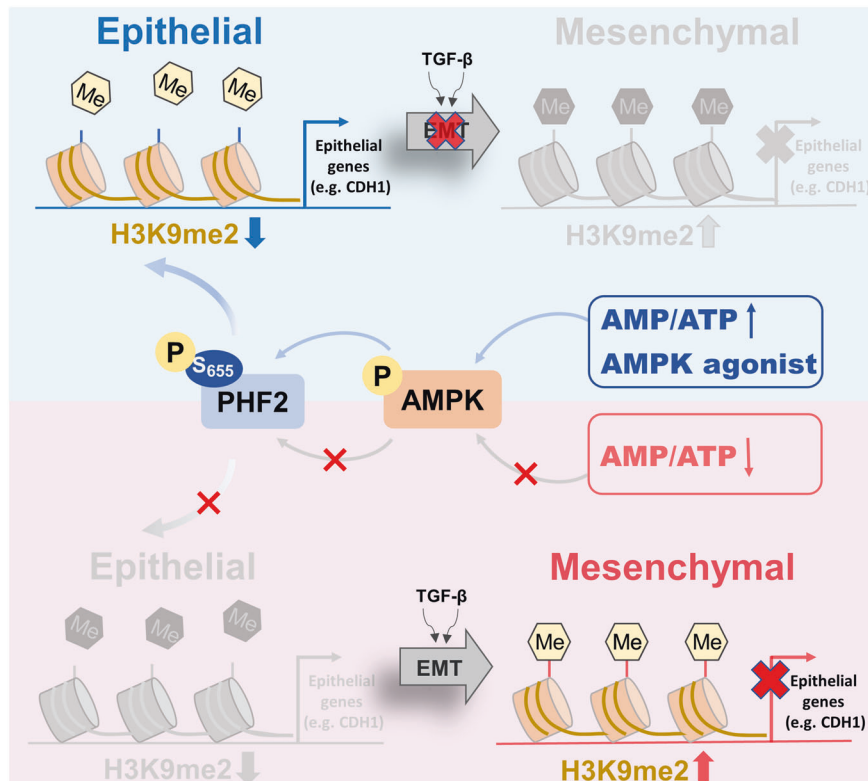 Epithelial
Mesenchymal
TGF-β
Me Me Me
Me Me Me
EMT
Epithelial
genes
(e.g. CDH1)
Epithelial
genes
(e.g. CDH1)
H3K9me2
H3K9me2
AMP/ATP
AMPK agonist
P
S655
PHF2
P
AMPK
AMP/ATP
Epithelial
Mesenchymal
TGF-β
Me Me Me
Me Me Me
EMT
Epithelial
genes
(e.g. CDH1)
Epithelial
genes
(e.g. CDH1)
H3K9me2
H3K9me2